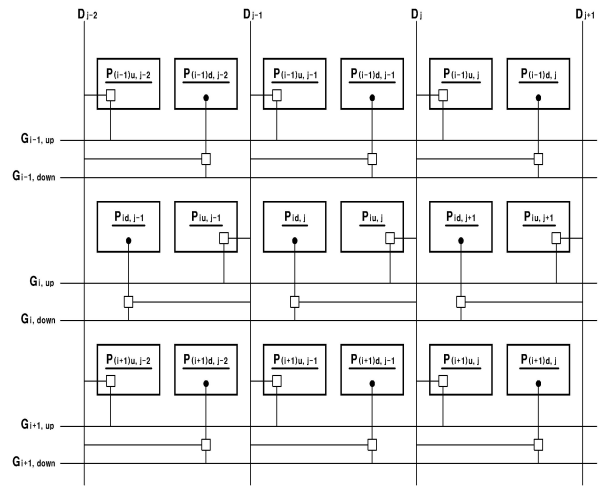 Dj-2 Dj-1 Dj Dj+1
P(i-1)u, j-2 P(i-1)d, j-2 P(i-1)u, j-1 P(i-1)d, j-1 P(i-1)u, j P(i-1)d, j
Gi-1, up
Gi-1, down
Pid, j-1 Piu, j-1 Pid, j Piu, j Pid, j+1 Piu, j+1
Gi, up
Gi, down
P(i+1)u, j-2 P(i+1)d, j-2 P(i+1)u, j-1 P(i+1)d, j-1 P(i+1)u, j P(i+1)d, j
Gi+1, up
Gi+1, down